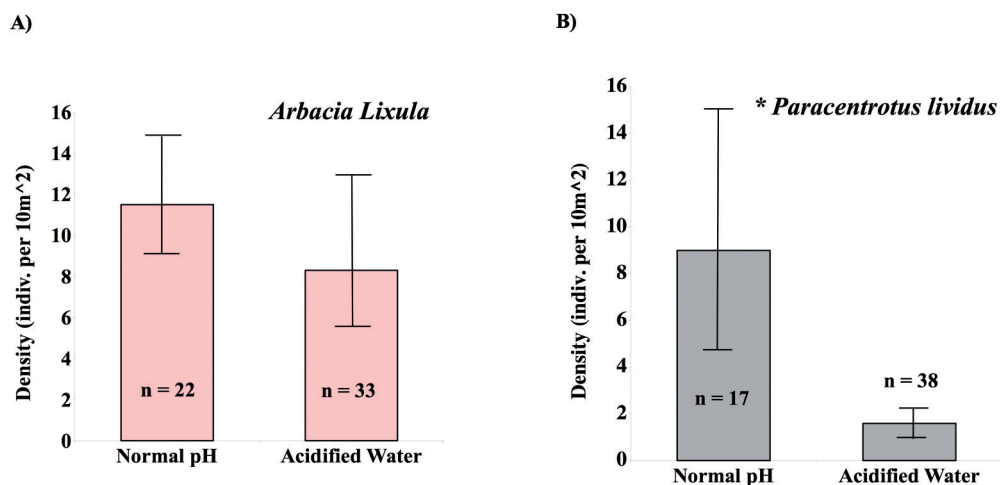 A)
Arbacia Lixula
Density (indiv. per 10m^2)
16
14
12
10
8
6
4
2
0
n = 22
n = 33
Normal pH
Acidified Water
B)
* Paracentrotus lividus
Density (indiv. per 10m^2)
16
14
12
10
8
6
4
2
0
n = 17
n = 38
Normal pH
Acidified Water